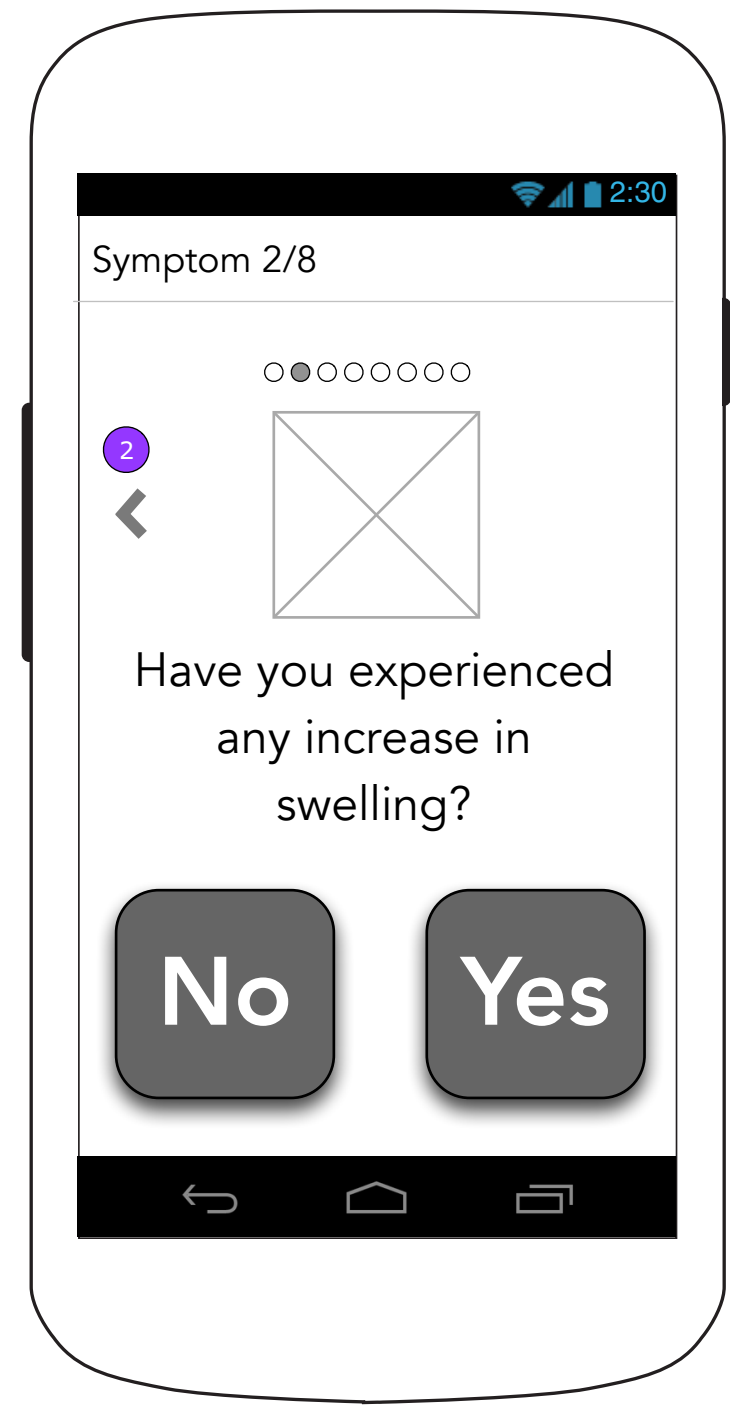 2:30
Symptom 2/8
2
Have you experienced
any increase in
swelling?
No
Yes